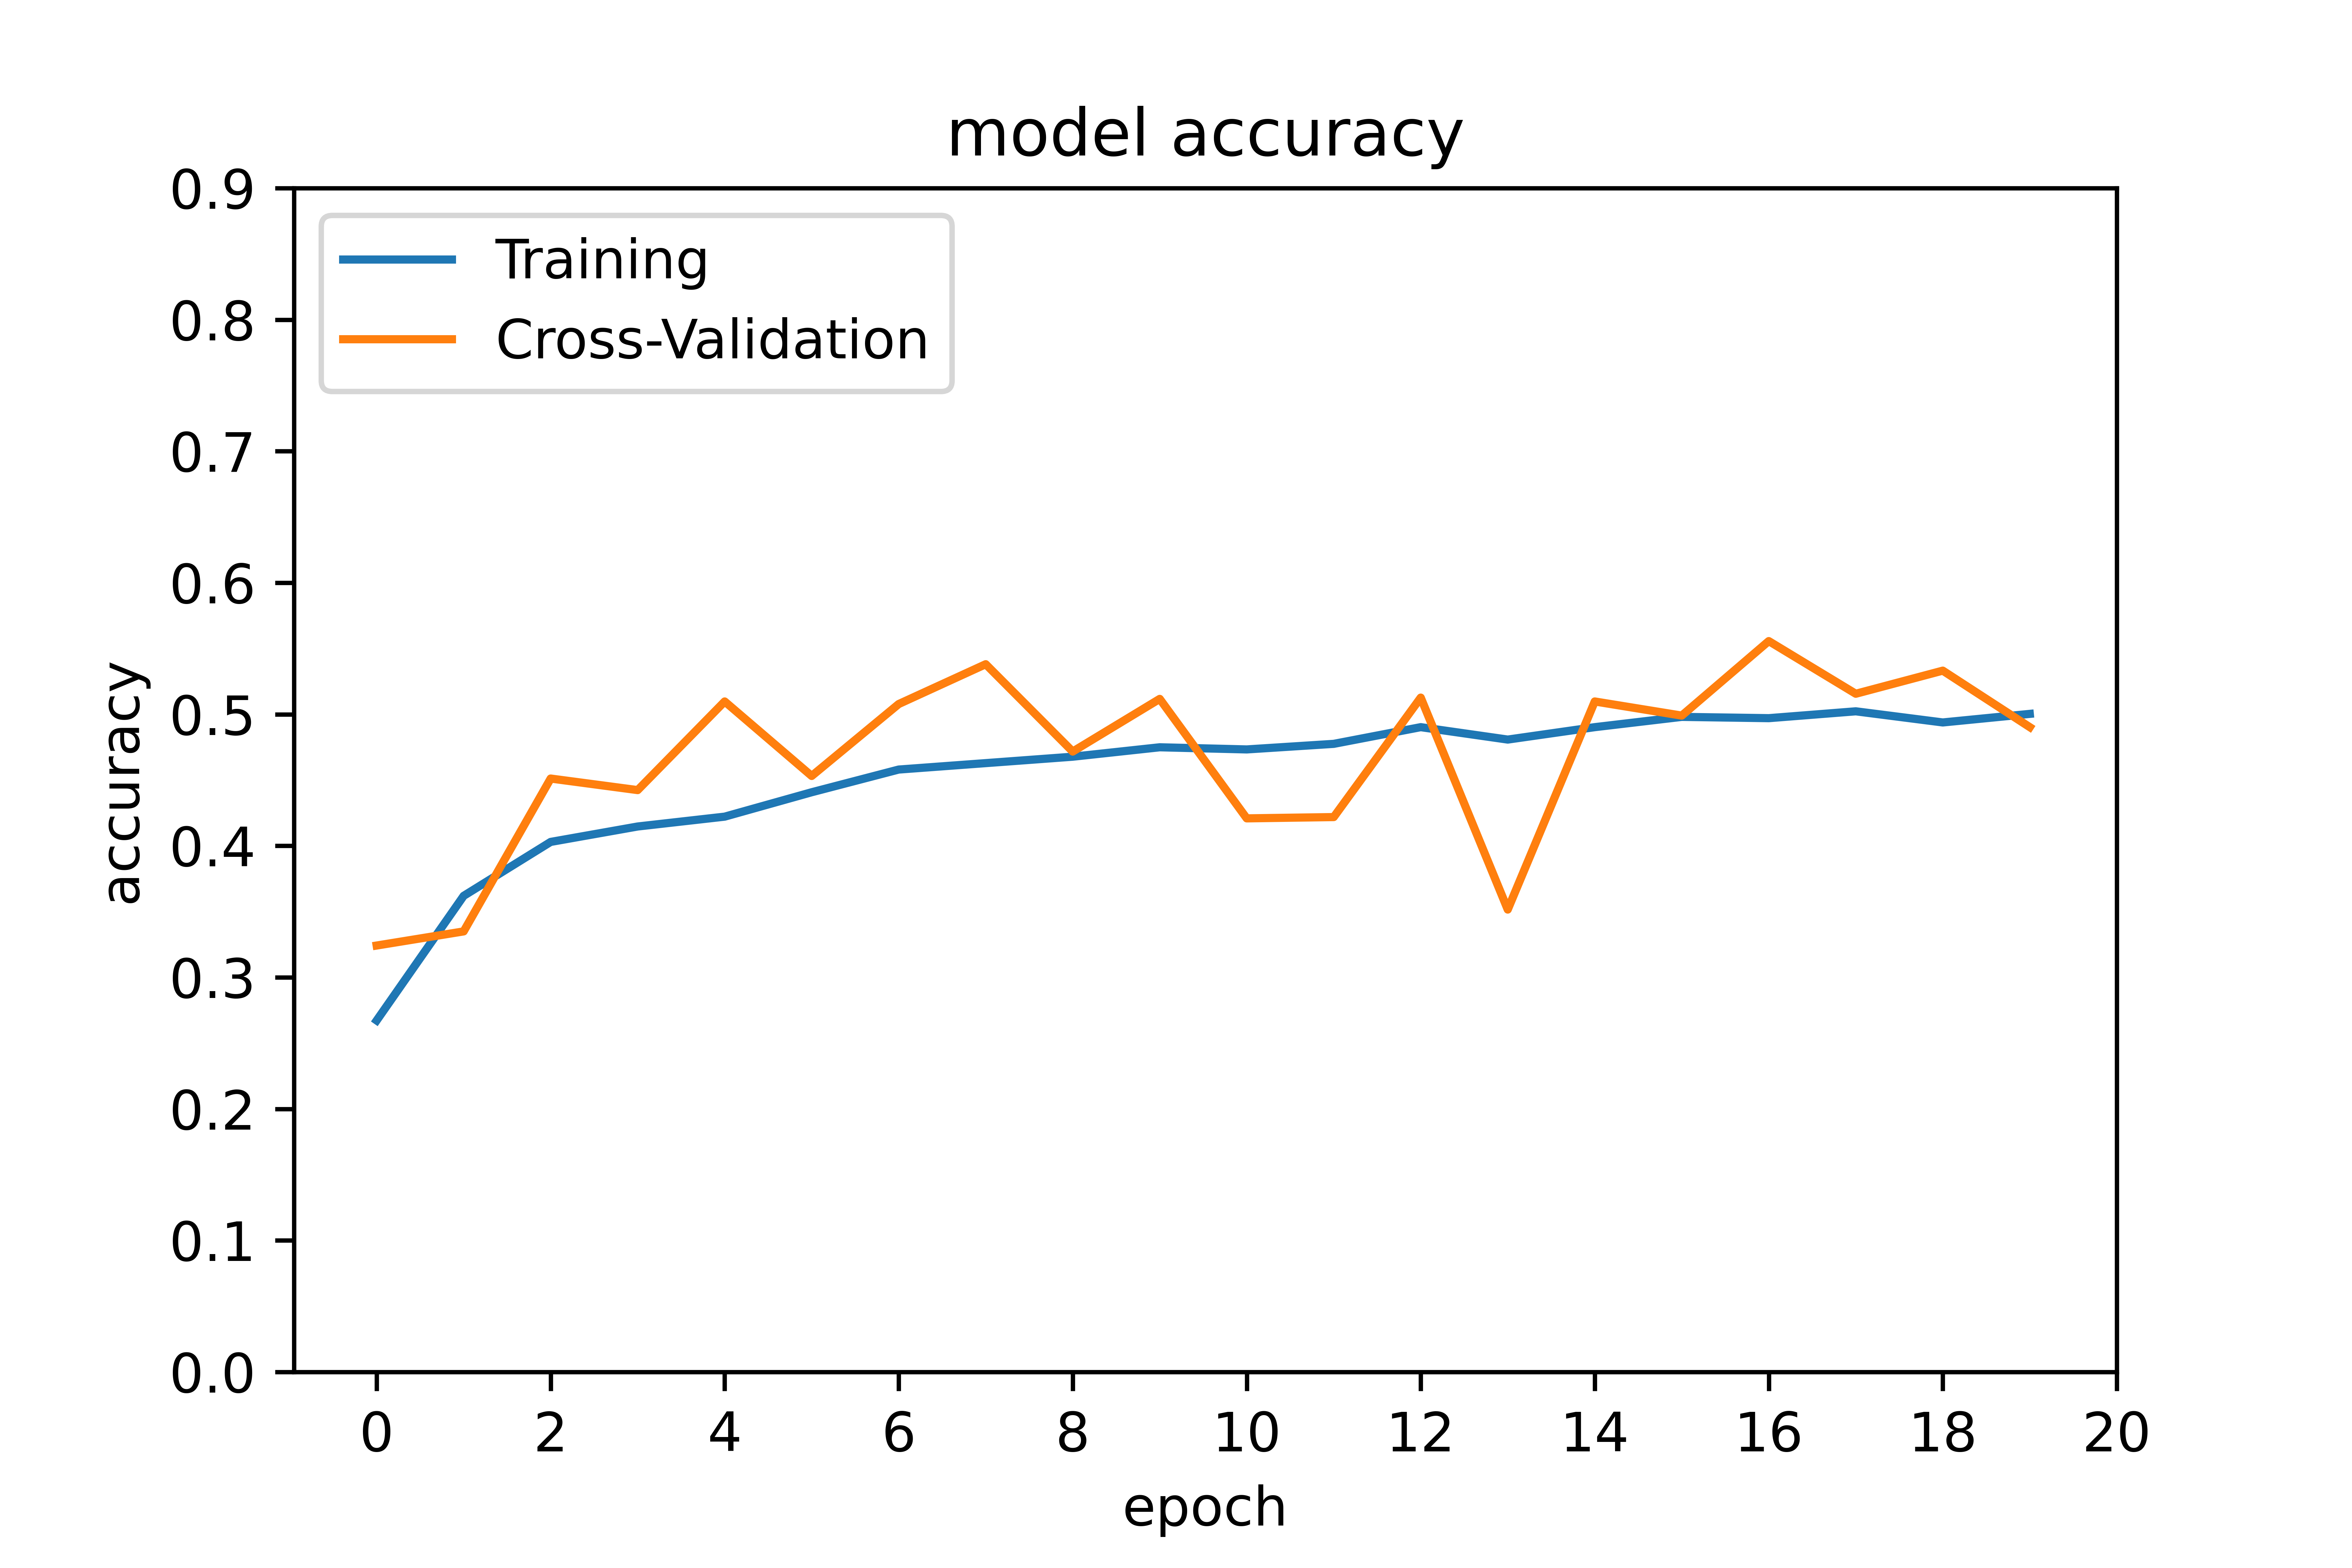 model accuracy
Training
Cross-Validation
0.9
0.8
0.7
0.6
0.5
0.4
0.3
0.2
0.1
0.0
accuracy
0 2 4 6 8 10 12 14 16 18 20
epoch